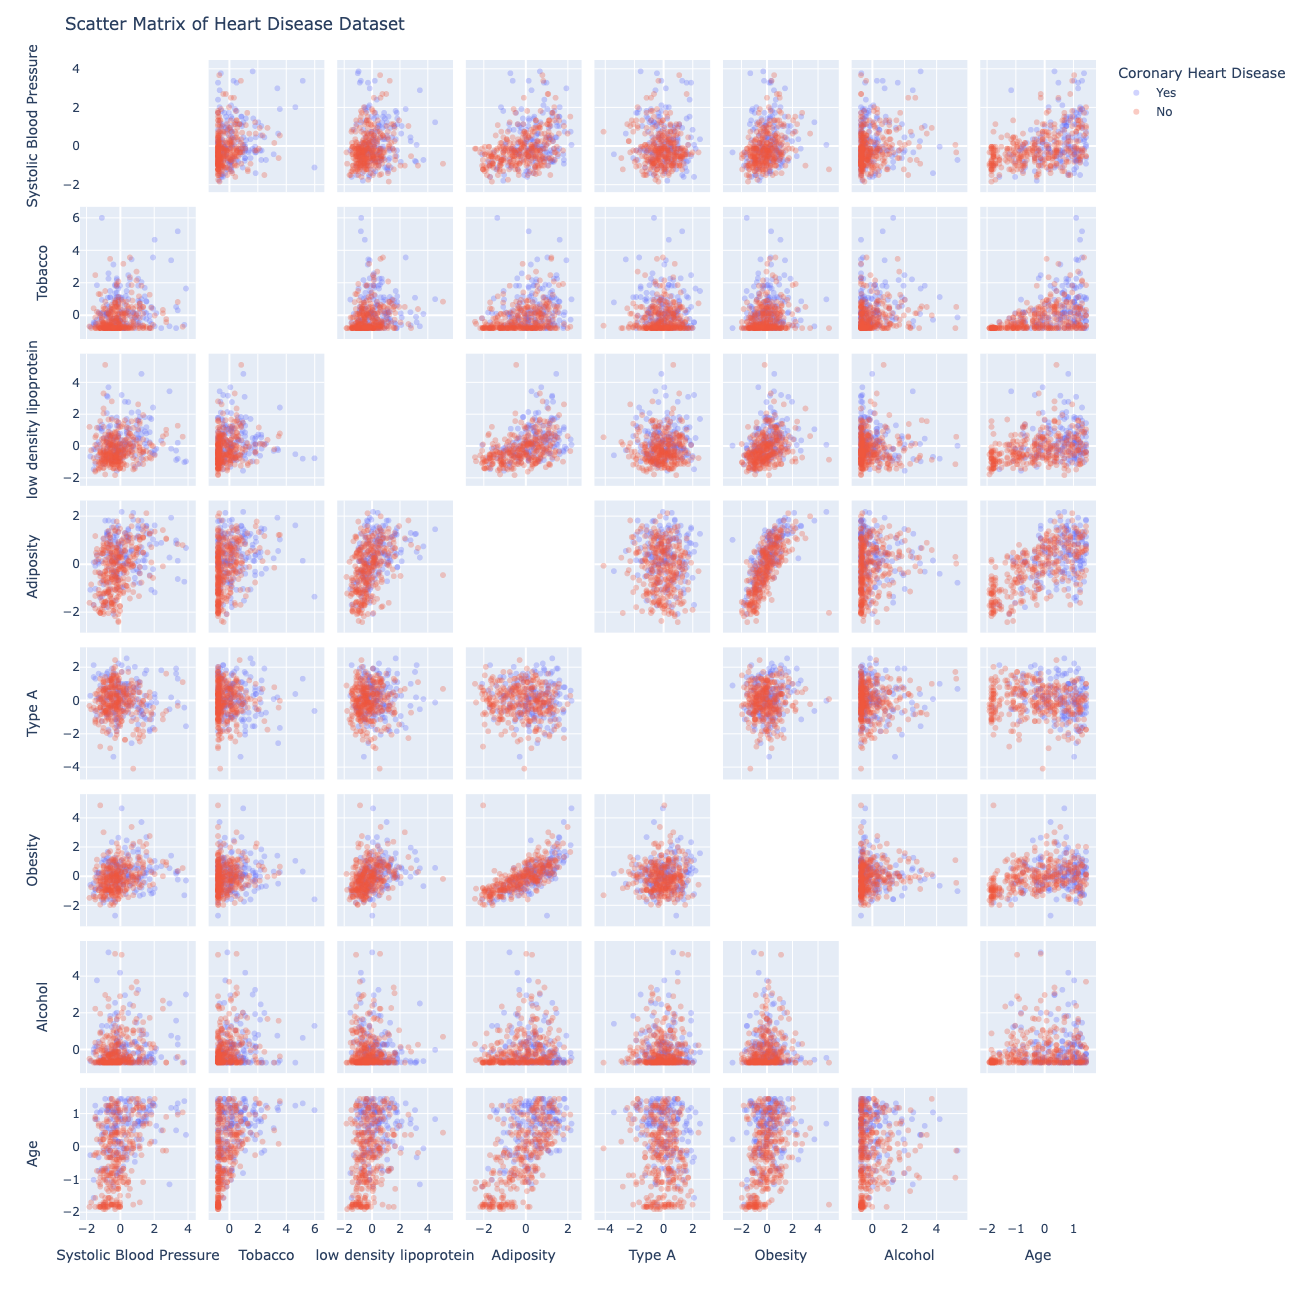 Scatter Matrix of Heart Disease Dataset
Coronary Heart Disease
Yes
No
Systolic Blood Pressure
4
2
0
−2
Tobacco
6
4
2
0
low density lipoprotein
4
2
0
−2
Adiposity
2
0
−2
Type A
2
0
−2
−4
Obesity
4
2
0
−2
Alcohol
4
2
0
Age
1
0
−1
−2
−2 0 2 4 0 2 4 6 −2 0 2 4 −2 0 2 −4 −2 0 2 −2 0 2 4 0 2 4 −2 −1 0 1
Systolic Blood Pressure Tobacco low density lipoprotein Adiposity Type A Obesity Alcohol Age